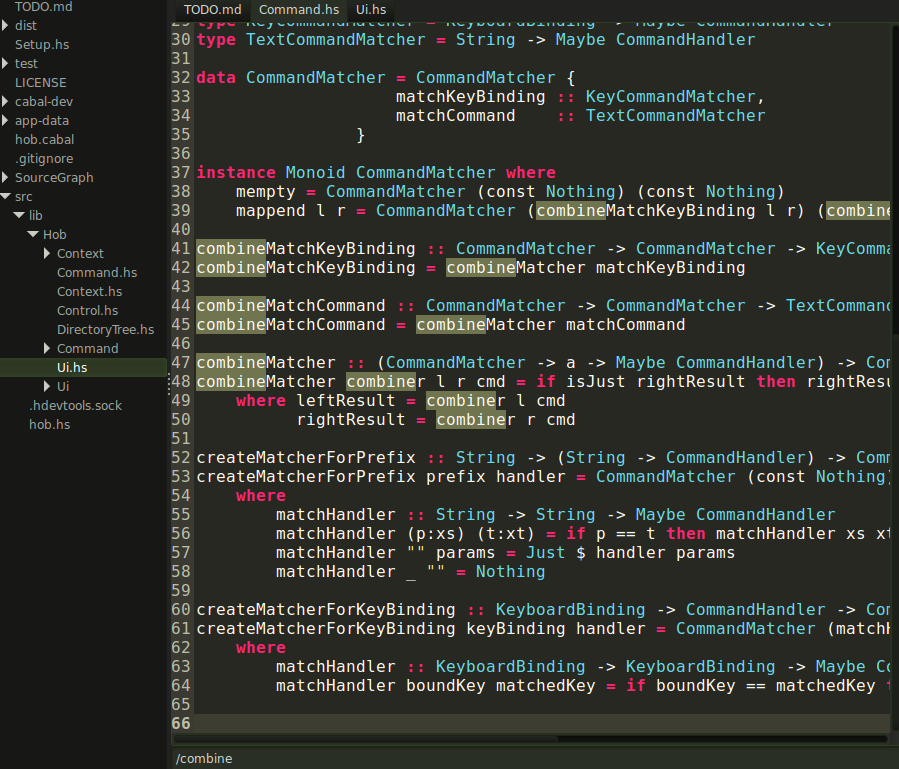 TODO.md
dist
Setup.hs
test
LICENSE
cabal-dev
app-data
hob.cabal
.gitignore
SourceGraph
src
lib
Hob
Context
Command.hs
Context.hs
Control.hs
DirectoryTree.hs
Command
Ui.hs
Ui
.hdevtools.sock
hob.hs
TODO.md Command.hs Ui.hs
29 type KeyCommandMatcher = KeyboardBinding -> Maybe CommandHandler
30 type TextCommandMatcher = String -> Maybe CommandHandler
31
32 data CommandMatcher = CommandMatcher {
33 matchKeyBinding :: KeyCommandMatcher,
34 matchCommand    :: TextCommandMatcher
35 }
36
37 instance Monoid CommandMatcher where
38     mempty = CommandMatcher (const Nothing) (const Nothing)
39     mappend l r = CommandMatcher (combineMatchKeyBinding l r) (combine
40
41 combineMatchKeyBinding :: CommandMatcher -> CommandMatcher -> KeyComma
42 combineMatchKeyBinding = combineMatcher matchKeyBinding
43
44 combineMatchCommand :: CommandMatcher -> CommandMatcher -> TextComman
45 combineMatchCommand = combineMatcher matchCommand
46
47 combineMatcher :: (CommandMatcher -> a -> Maybe CommandHandler) -> Com
48 combineMatcher combiner l r cmd = if isJust rightResult then rightResu
49     where leftResult = combiner l cmd
50           rightResult = combiner r cmd
51
52 createMatcherForPrefix :: String -> (String -> CommandHandler) -> Com
53 createMatcherForPrefix prefix handler = CommandMatcher (const Nothing)
54     where
55         matchHandler :: String -> String -> Maybe CommandHandler
56         matchHandler (p:xs) (t:xt) = if p == t then matchHandler xs xt
57         matchHandler "" params = Just $ handler params
58         matchHandler _ "" = Nothing
59
60 createMatcherForKeyBinding :: KeyboardBinding -> CommandHandler -> Com
61 createMatcherForKeyBinding keyBinding handler = CommandMatcher (matchH
62     where
63         matchHandler :: KeyboardBinding -> KeyboardBinding -> Maybe Co
64         matchHandler boundKey matchedKey = if boundKey == matchedKey
65
66
/combine